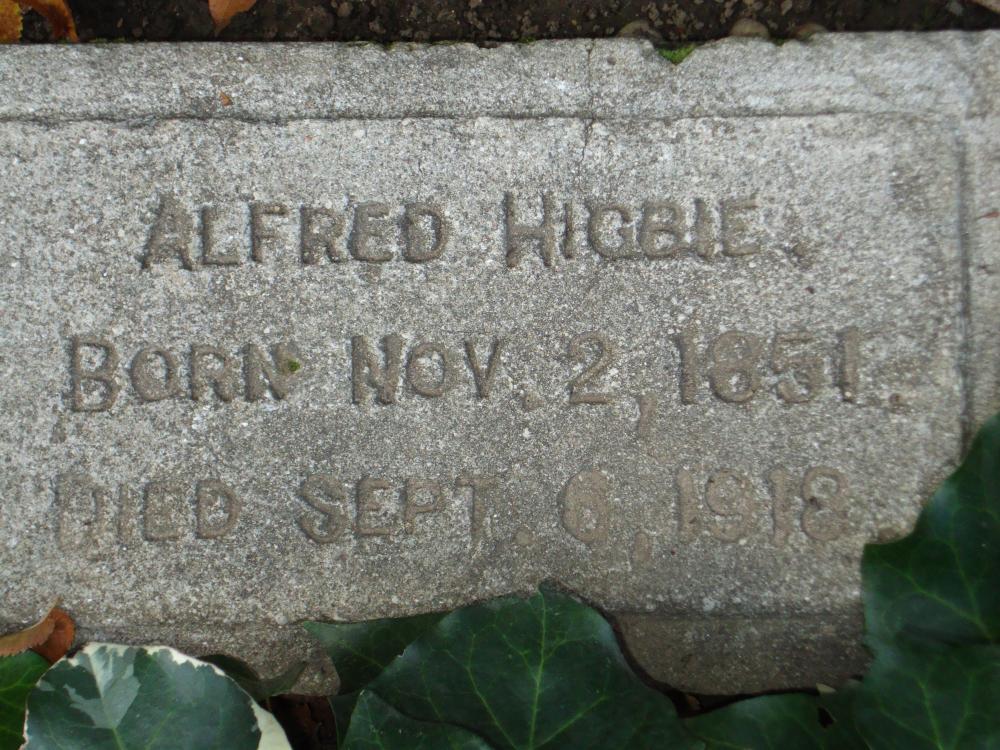 ALFRED HIGBIE.
BORN NOV. 2, 1851.
DIED SEPT. 6, 1918